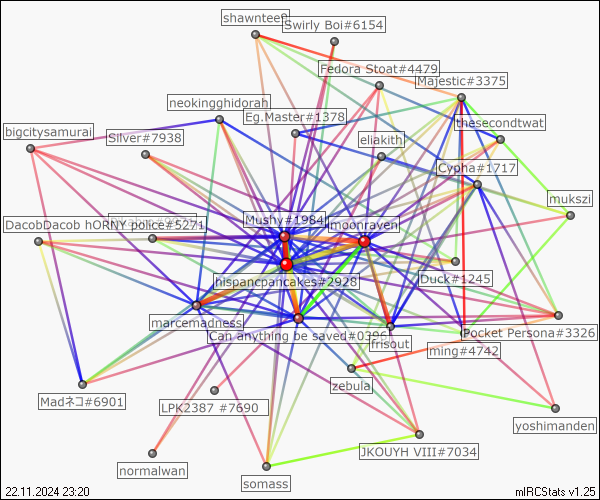 shawntee0
Swirly Boi#6154
Fedora Stoat#4479
Majestic#3375
neokingghidorah
Eg.Master#1378
thesecondtwat
bigcitysamurai
Silver#7938
eliakith
Cypha#1717
mukszi
DacobDacob hORNY police#5271
Mushy#1984
moonraven
hispancpancakes#2928
Duck#1245
marcemadness
Can anything be saved#0396
frisout
Pocket Persona#3326
ming#4742
zebula
Madネコ#6901
LPK2387 #7690
yoshimanden
JKOUYH VIII#7034
normalwan
somass
22.11.2024 23:20
mIRCStats v1.25